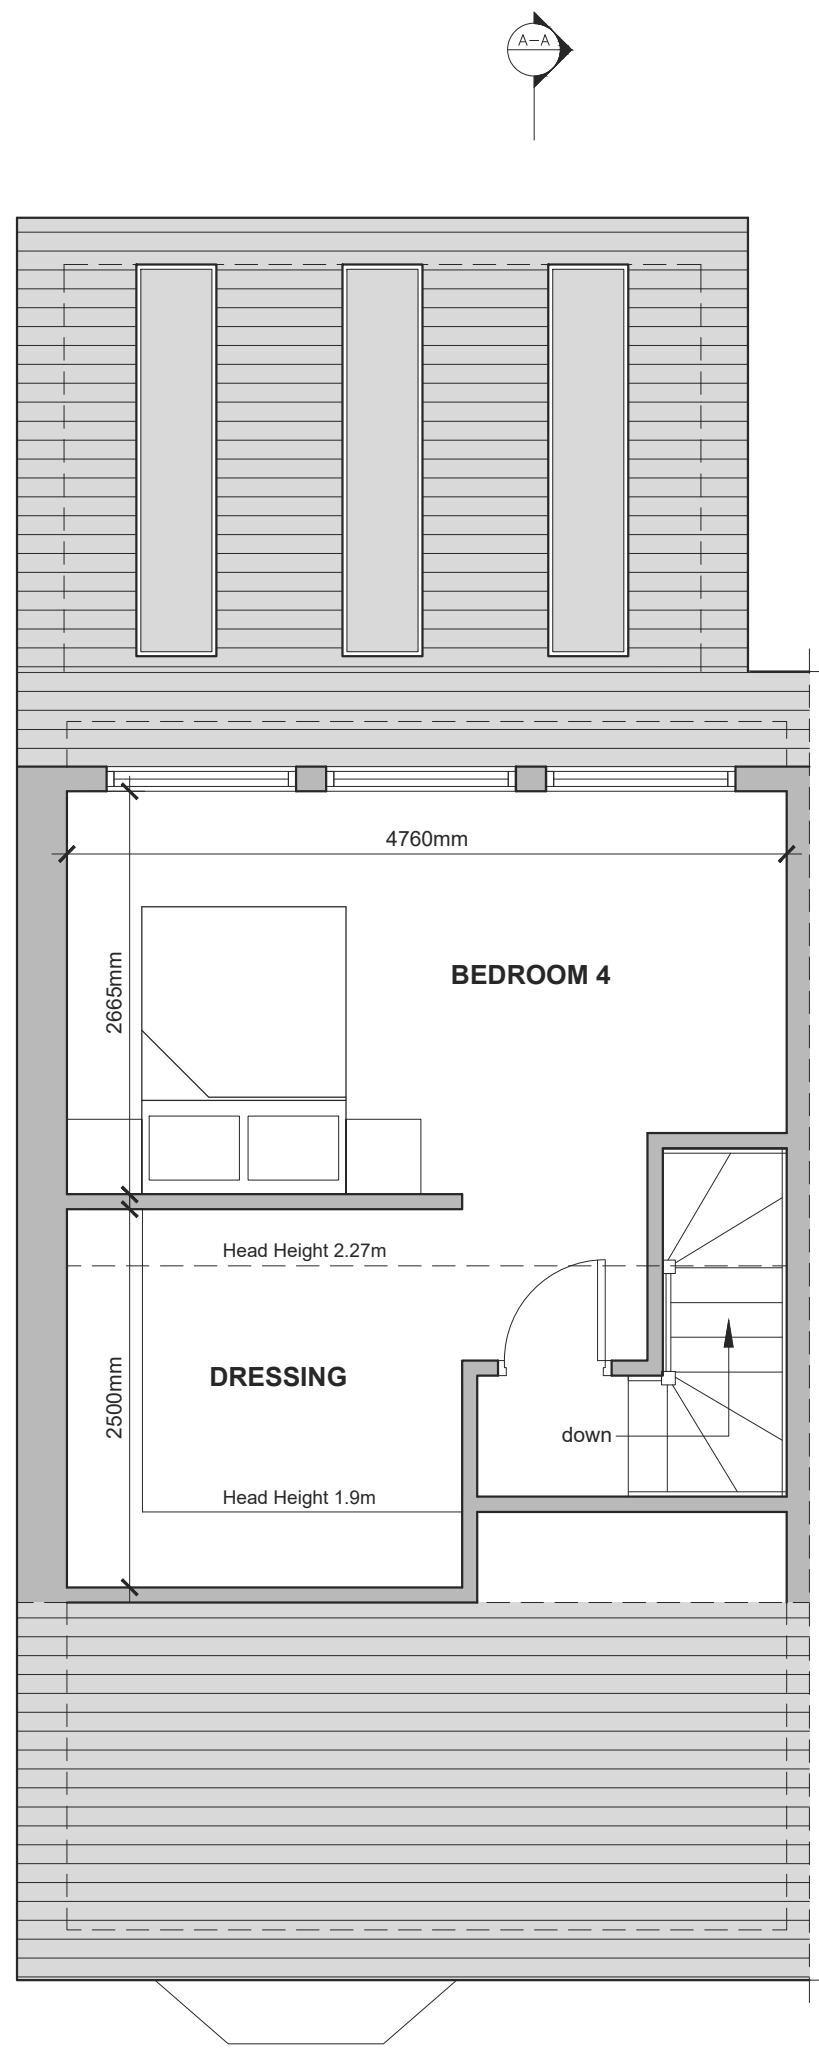 A-A
4760mm
BEDROOM 4
2665mm
Head Height 2.27m
DRESSING
2500mm
down
Head Height 1.9m